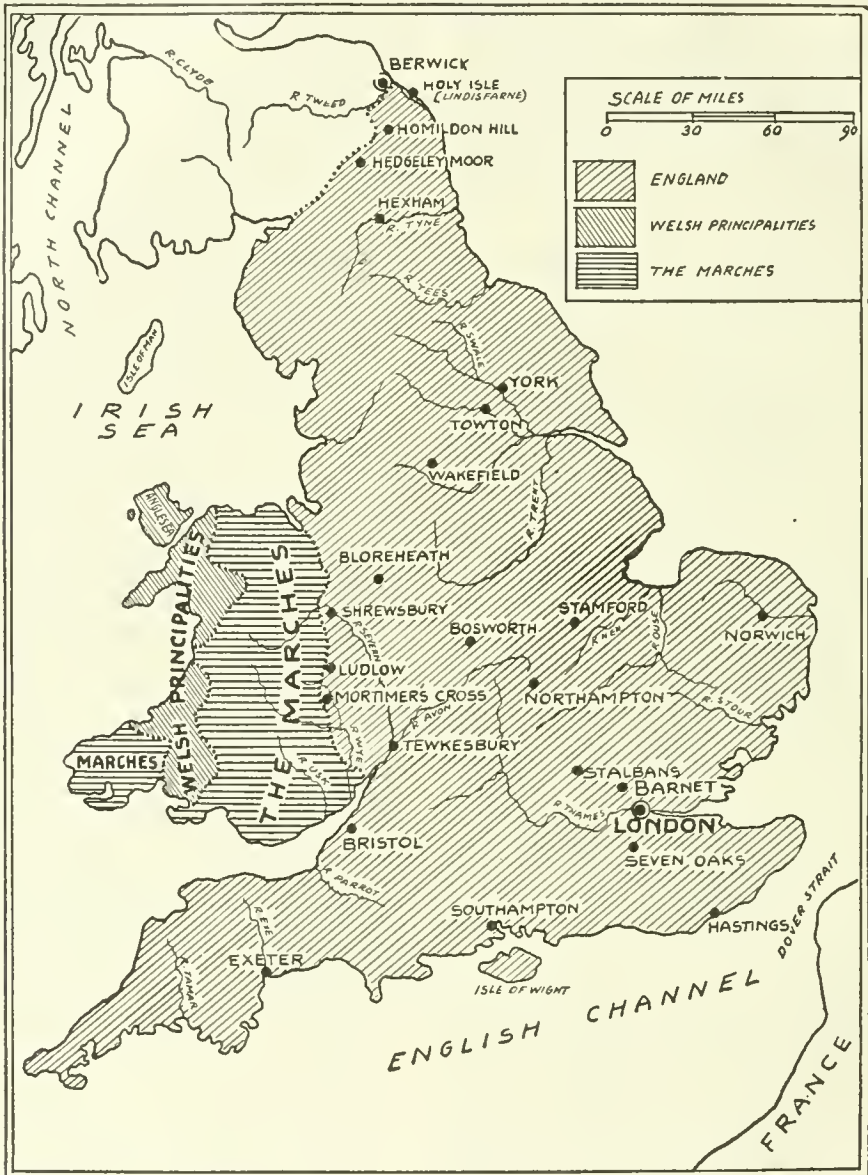 BERWICK
R. CLYDE
HOLY ISLE
(LINDISFARNE)
R. TWEED
SCALE OF MILES
0 30 60 90
HOMILDON HILL
HEDGELEY MOOR
ENGLAND
NORTH CHANNEL
HEXHAM
R. TYNE
WELSH PRINCIPALITIES
THE MARCHES
R. TEES
R. SWALE
ISLE OF MAN
YORK
IRISH
SEA
TOWTON
WAKEFIELD
R. TRENT
ANGLESEA
BLOREHEATH
SHREWSBURY
STAMFORD
R. NEN
R. OUSE
NORWICH
BOSWORTH
R. SEVERN
WELSH PRINCIPALITIES
THE MARCHES
LUDLOW
MORTIMERS CROSS
NORTHAMPTON
R. STOUR
R. AVON
R. WYE
TEWKESBURY
MARCHES
R. USK
ST ALBANS
BARNET
R. THAMES
LONDON
BRISTOL
SEVEN OAKS
R. PARROT
SOUTHAMPTON
HASTINGS
DOVER STRAIT
R. EXE
EXETER
R. TAMAR
ISLE OF WIGHT
ENGLISH CHANNEL
FRANCE